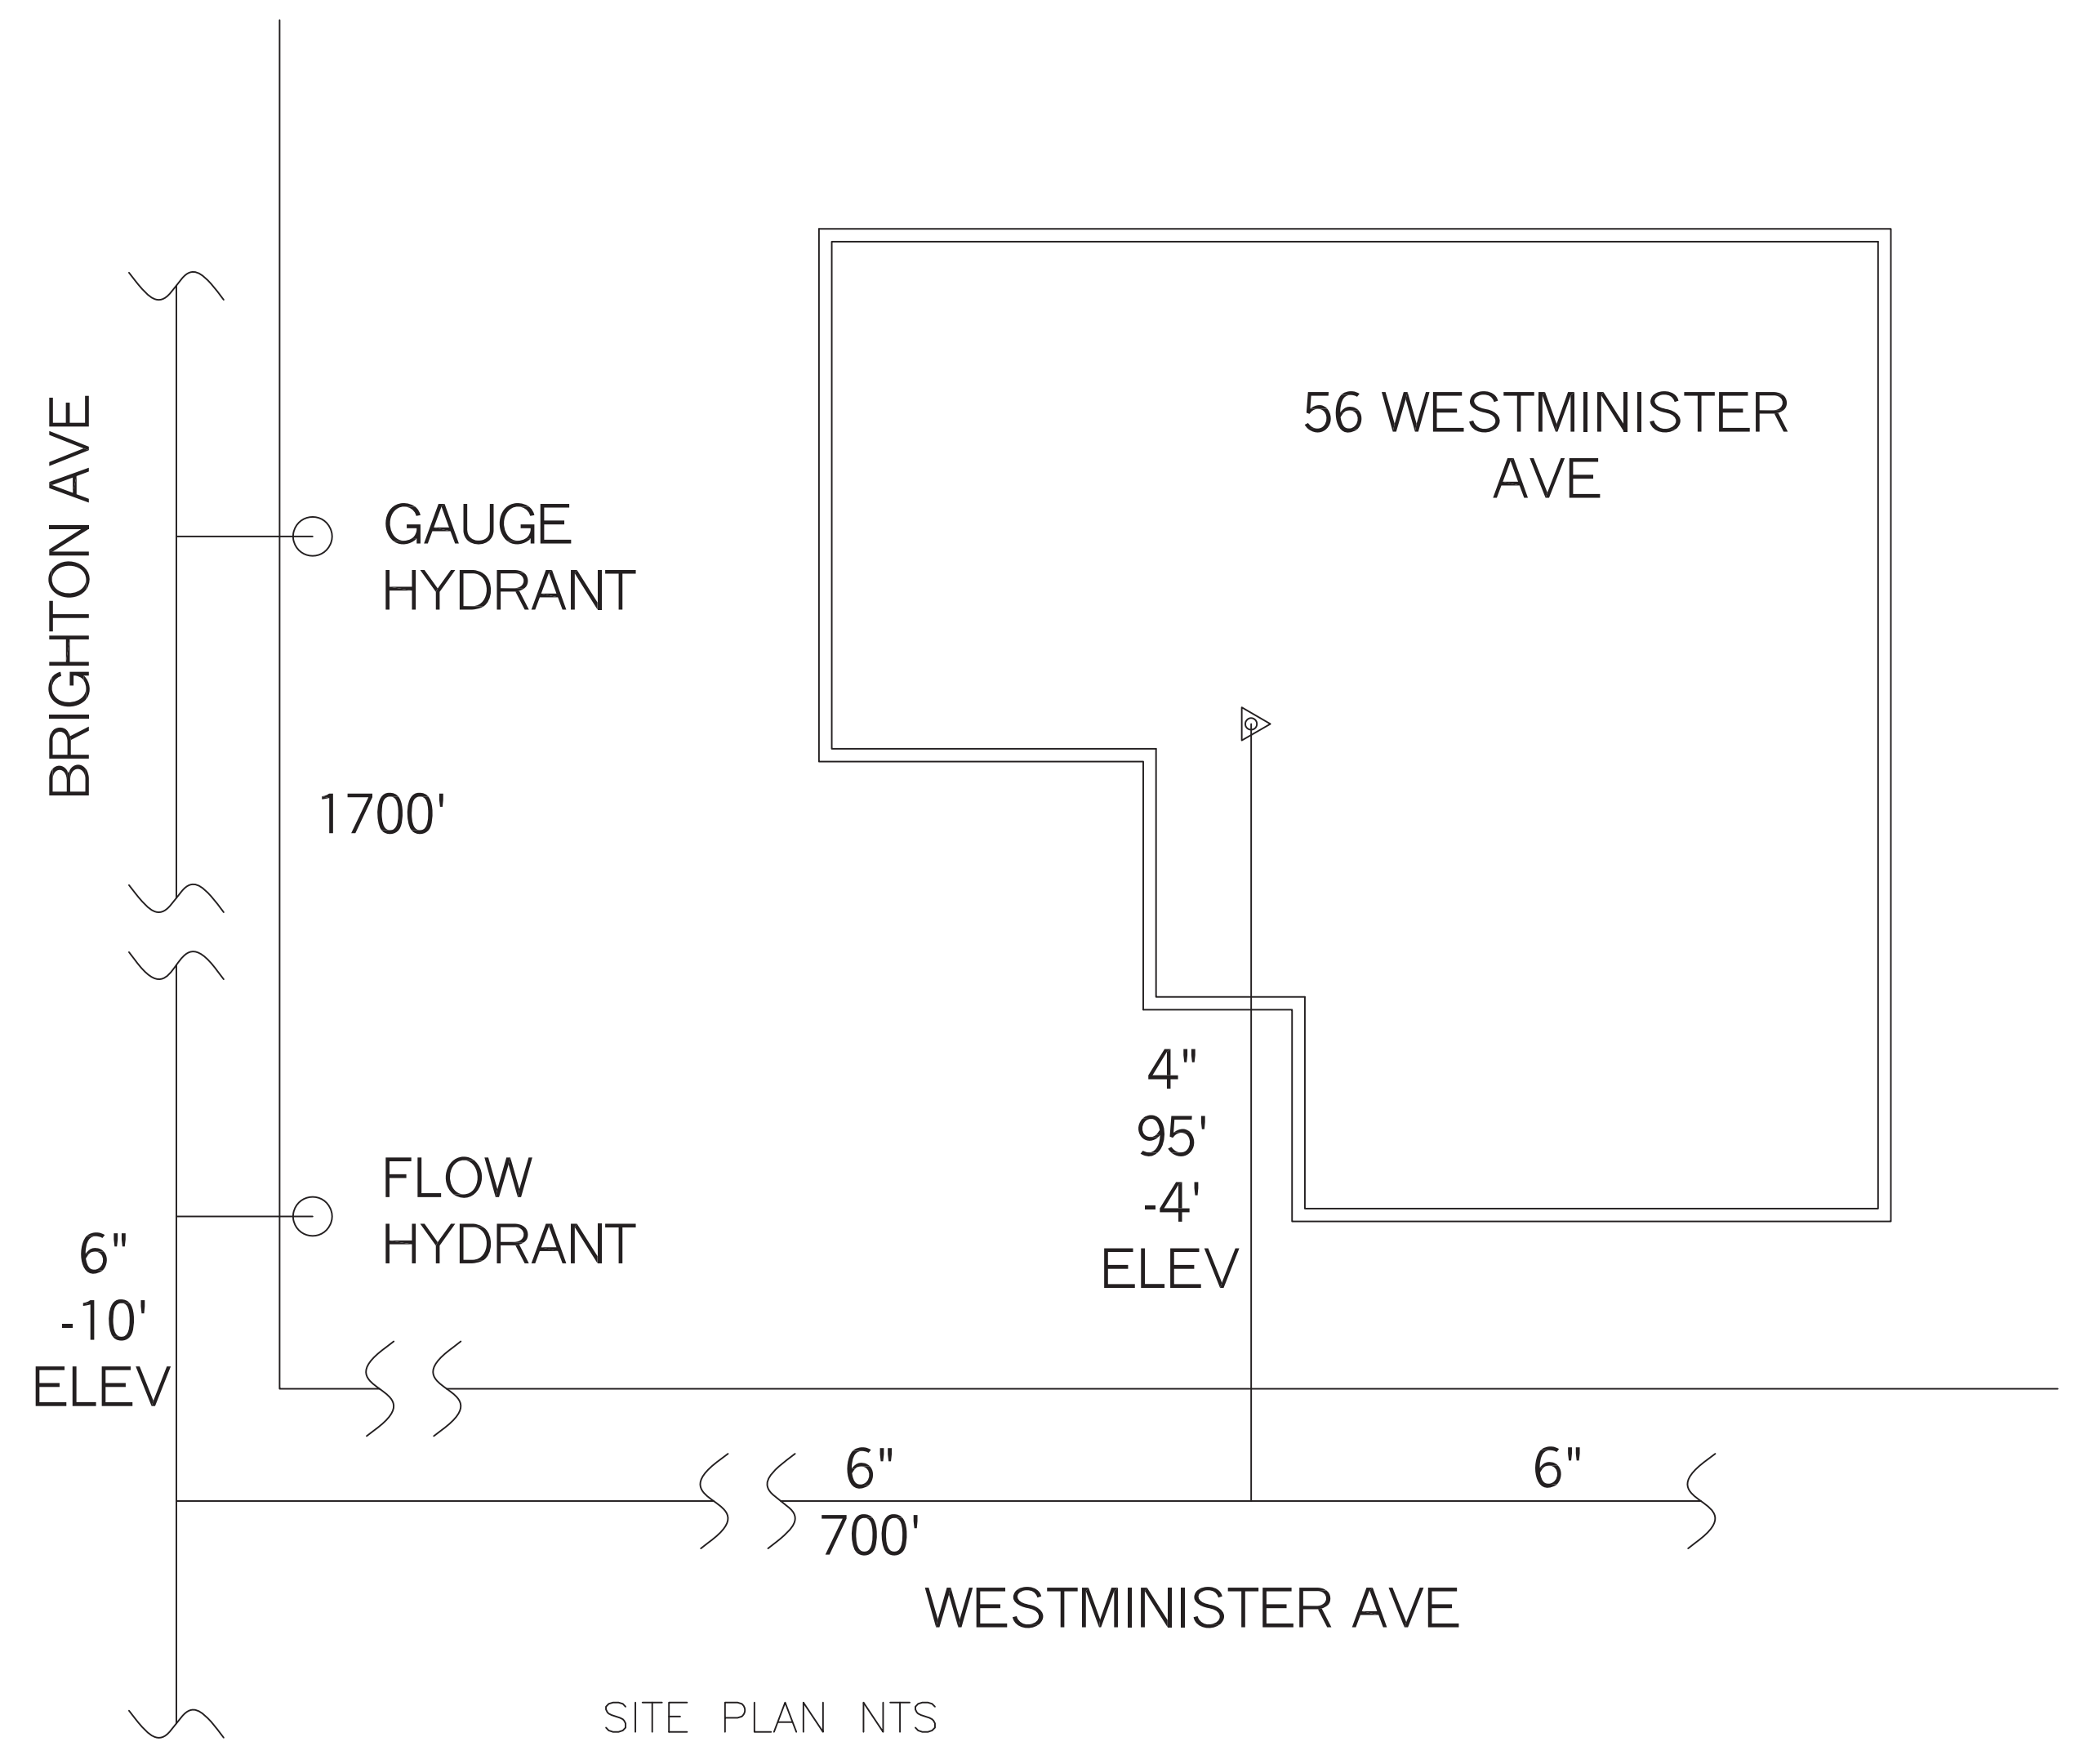 56 WESTMINISTER
AVE
BRIGHTON AVE
GAUGE
HYDRANT
1700'
4"
95'
-4'
ELEV
FLOW
HYDRANT
6"
-10'
ELEV
6"
700'
6"
WESTMINISTER AVE
SITE PLAN NTS